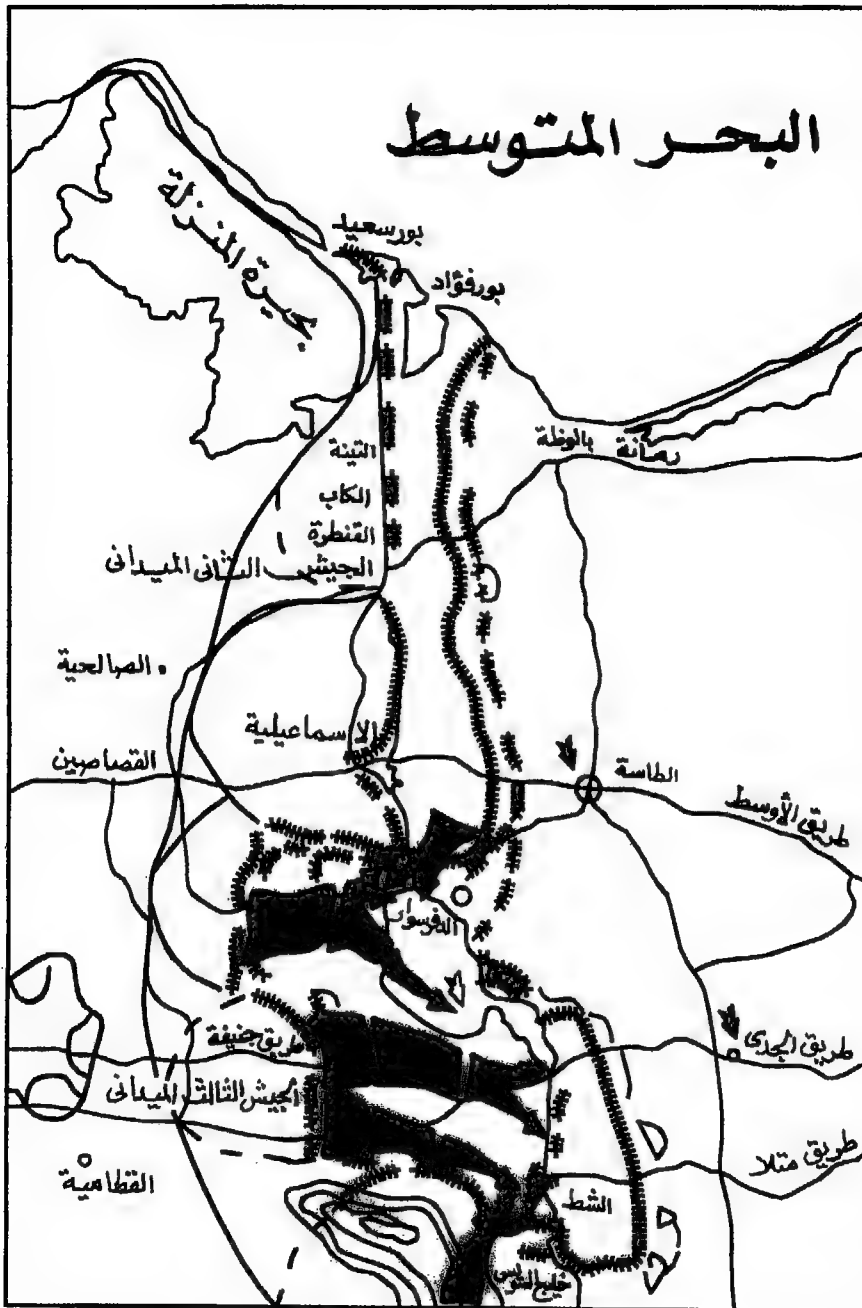 البحر المتوسط
بحيرة المنزلة
بورسعيد
بورفؤاد
رمانة
بالوظة
التينة
الكاب
القنطرة
الجيش الثانى الميدانى
الصالحية
الاسماعيلية
القصاصين
الطاسة
طريق الأوسط
الدفرسوار
طريق جنيفة
طريق الجدى
الجيش الثالث الميدانى
طريق متلا
القطامية
الشط
خليج السويس